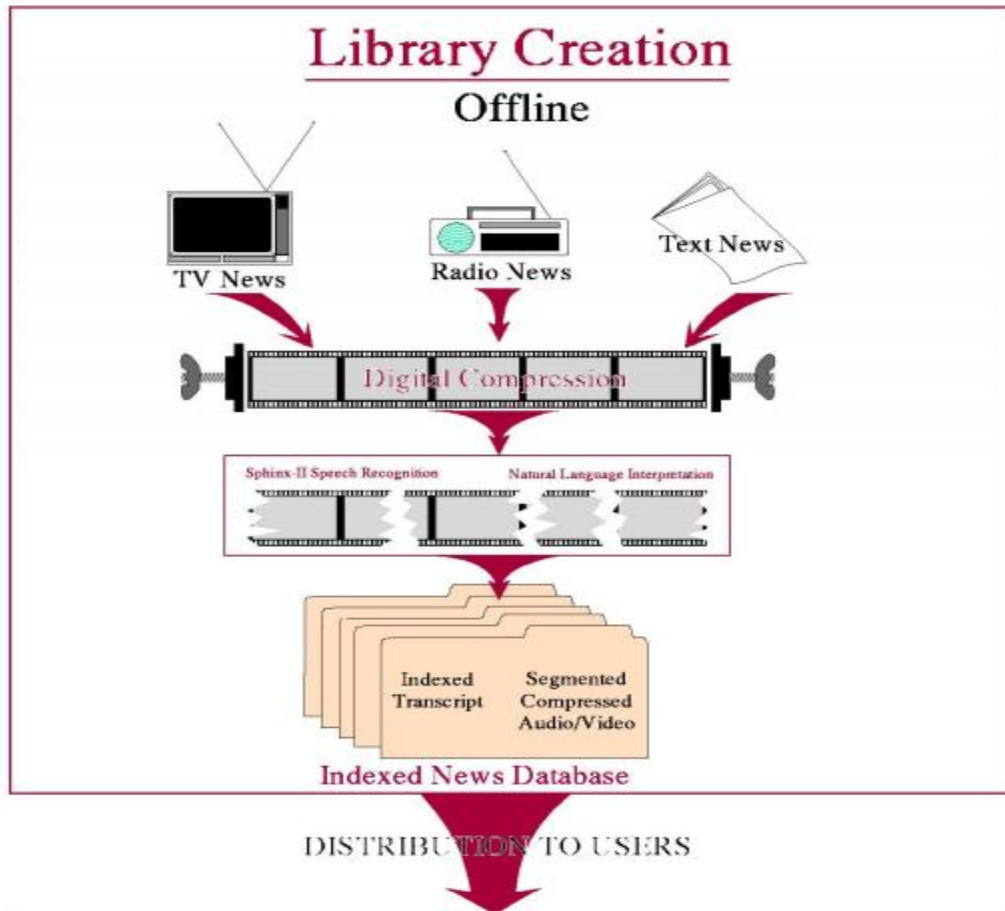 Library Creation
Offline
TV News
Radio News
Text News
Digital Compression
Sphinx-II Speech Recognition
Natural Language Interpretation
Indexed
Transcript
Segmented
Compressed
Audio/Video
Indexed News Database
DISTRIBUTION TO USERS